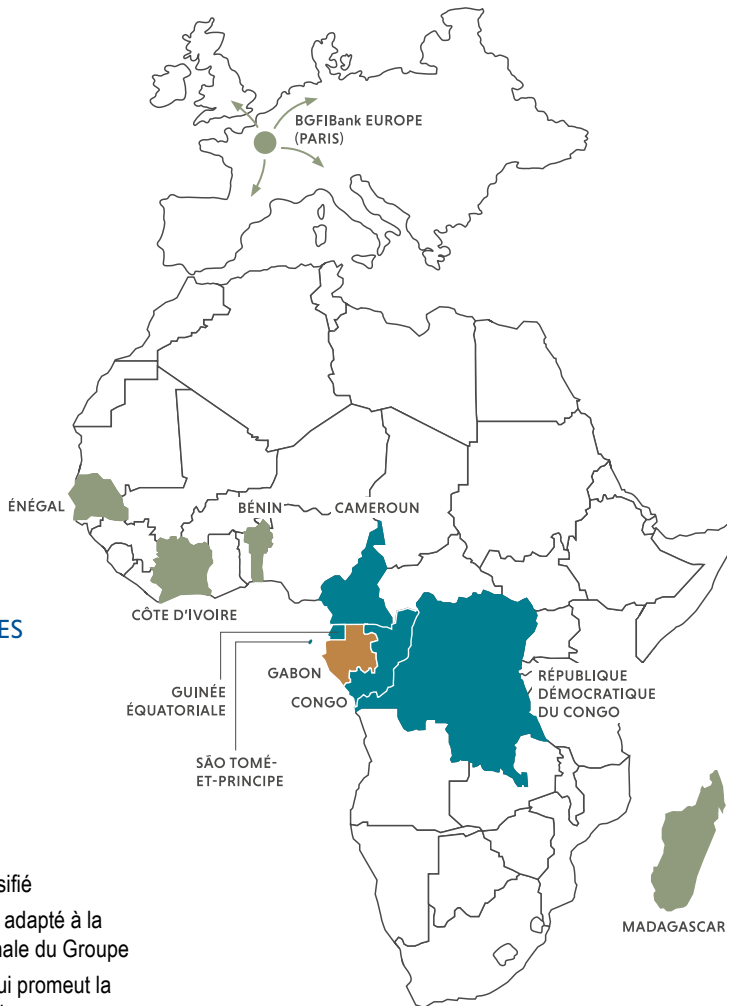 BGFIBank EUROPE
(PARIS)
ÉNÉGAL
BÉNIN
CAMEROUN
CÔTE D'IVOIRE
ES
GABON
GUINÉE
ÉQUATORIALE
CONGO
RÉPUBLIQUE
DÉMOCRATIQUE
DU CONGO
SÃO TOMÉ-
ET-PRINCIPE
MADAGASCAR
sifié
adapté à la
nale du Groupe
ui promeut la